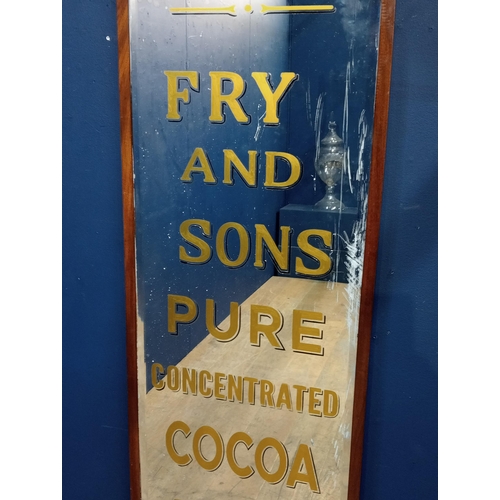 FRY
AND
SONS
PURE
CONCENTRATED
COCOA